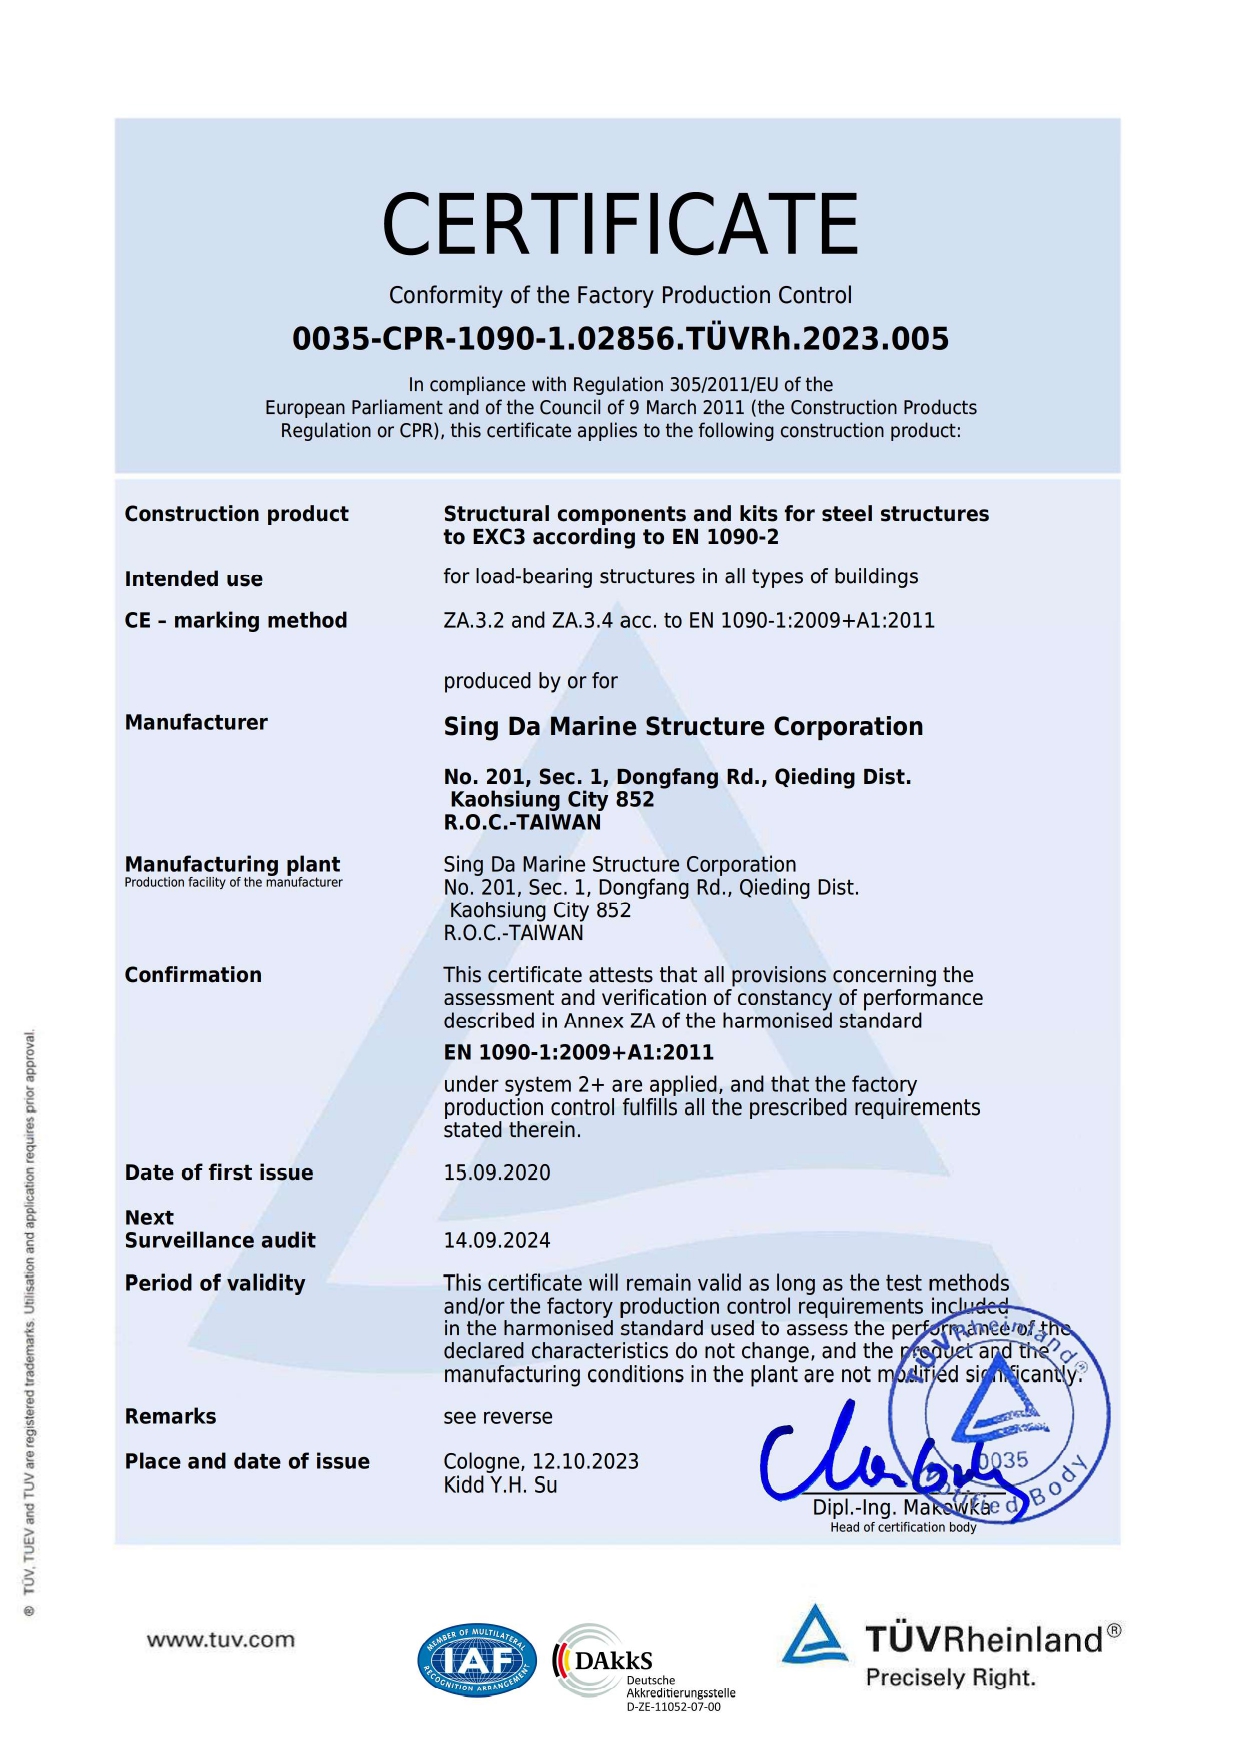 CERTIFICATE
Conformity of the Factory Production Control
0035-CPR-1090-1.02856.TÜVRh.2023.005
In compliance with Regulation 305/2011/EU of the
European Parliament and of the Council of 9 March 2011 (the Construction Products
Regulation or CPR), this certificate applies to the following construction product:
Construction product
Structural components and kits for steel structures
to EXC3 according to EN 1090-2
Intended use
for load-bearing structures in all types of buildings
CE – marking method
ZA.3.2 and ZA.3.4 acc. to EN 1090-1:2009+A1:2011
produced by or for
Manufacturer
Sing Da Marine Structure Corporation
No. 201, Sec. 1, Dongfang Rd., Qieding Dist.
Kaohsiung City 852
R.O.C.-TAIWAN
Manufacturing plant
Production facility of the manufacturer
Sing Da Marine Structure Corporation
No. 201, Sec. 1, Dongfang Rd., Qieding Dist.
Kaohsiung City 852
R.O.C.-TAIWAN
Confirmation
This certificate attests that all provisions concerning the
assessment and verification of constancy of performance
described in Annex ZA of the harmonised standard
EN 1090-1:2009+A1:2011
under system 2+ are applied, and that the factory
production control fulfills all the prescribed requirements
stated therein.
Date of first issue
15.09.2020
Next
Surveillance audit
14.09.2024
Period of validity
This certificate will remain valid as long as the test methods
and/or the factory production control requirements included
in the harmonised standard used to assess the performance of the
declared characteristics do not change, and the product and the
manufacturing conditions in the plant are not modified significantly.
Remarks
see reverse
Place and date of issue
Cologne, 12.10.2023
Kidd Y.H. Su
TÜVRheinland®
0035
Notified Body
Dipl.-Ing. Makowka
Head of certification body
® TÜV, TUEV and TUV are registered trademarks. Utilisation and application requires prior approval.
www.tuv.com
MEMBER OF MULTILATERAL
IAF
RECOGNITION ARRANGEMENT
DAkkS
Deutsche
Akkreditierungsstelle
D-ZE-11052-07-00
TÜVRheinland®
Precisely Right.